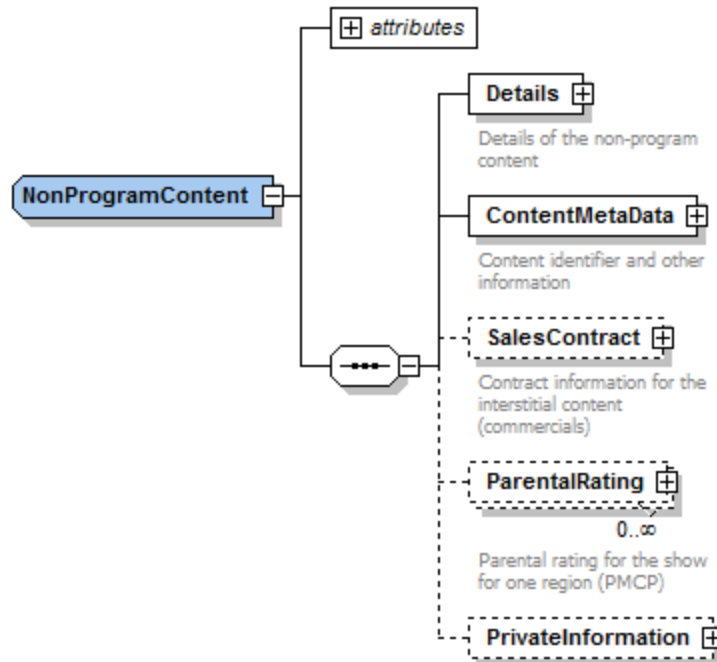 attributes
Details
Details of the non-program
content
NonProgramContent
ContentMetaData
Content identifier and other
information
SalesContract
Contract information for the
interstitial content
(commercials)
ParentalRating
0..∞
Parental rating for the show
for one region (PMCP)
PrivateInformation